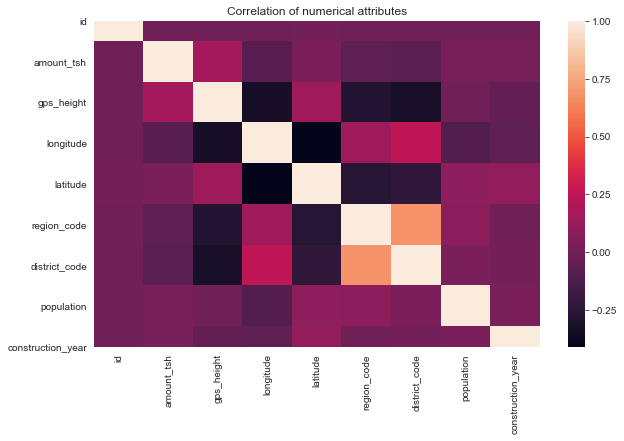 Correlation of numerical attributes
id
amount_tsh
gps_height
longitude
latitude
region_code
district_code
population
construction_year
id
amount_tsh
gps_height
longitude
latitude
region_code
district_code
population
construction_year
1.00
0.75
0.50
0.25
0.00
−0.25